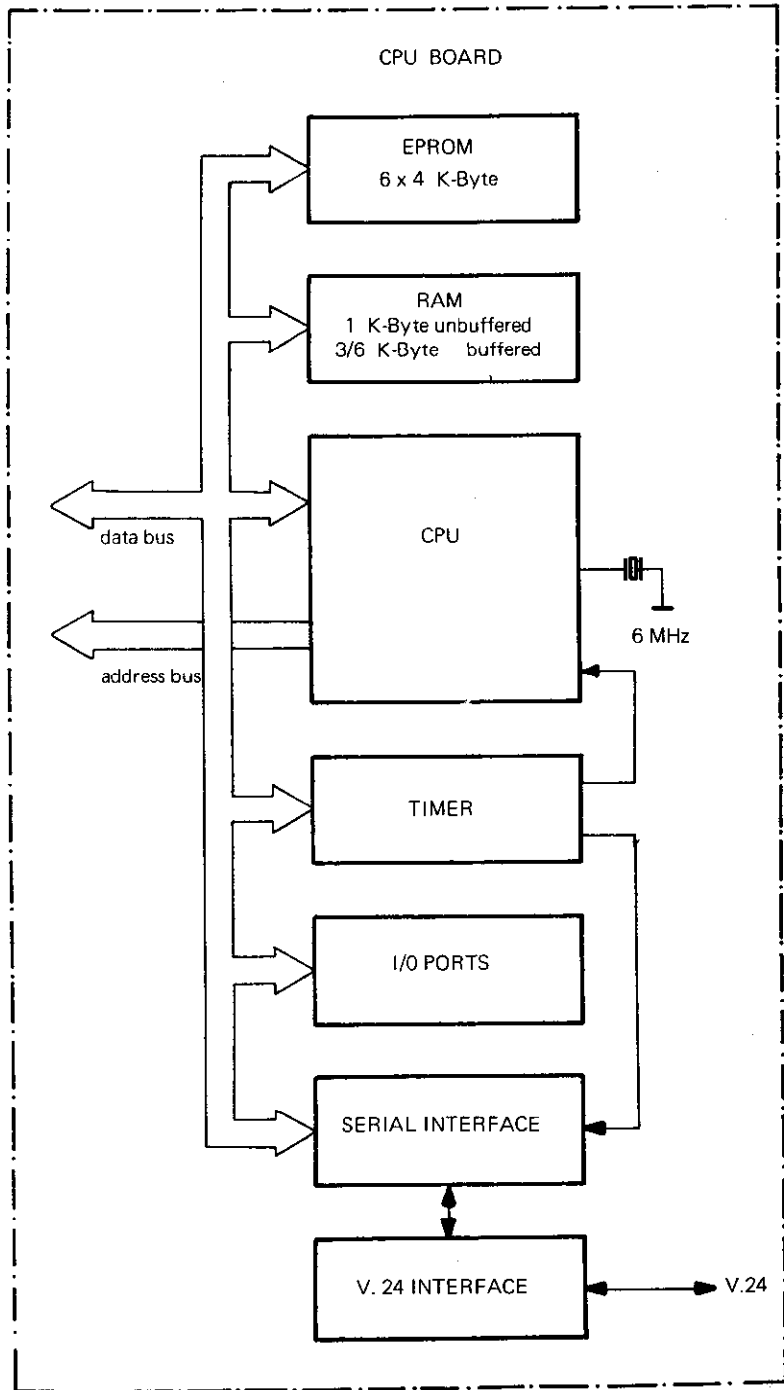 CPU BOARD
EPROM
6 x 4 K-Byte
RAM
1 K-Byte unbuffered
3/6 K-Byte buffered
data bus
CPU
6 MHz
address bus
TIMER
I/0 PORTS
SERIAL INTERFACE
V. 24 INTERFACE
V.24